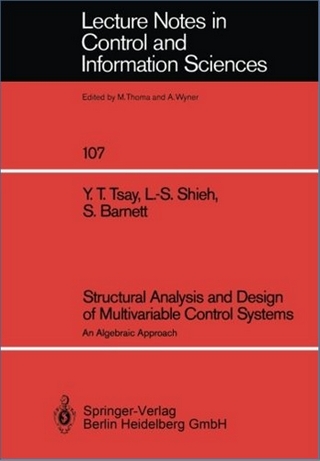 Lecture Notes in
Control and
Information Sciences
Edited by M.Thoma and A.Wyner
107
Y. T. Tsay, L.-S. Shieh,
S. Barnett
Structural Analysis and Design
of Multivariable Control Systems
An Algebraic Approach
Springer-Verlag
Berlin Heidelberg GmbH